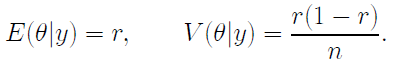 E(θ|y) = r,  V(θ|y) = r(1 − r)/n.